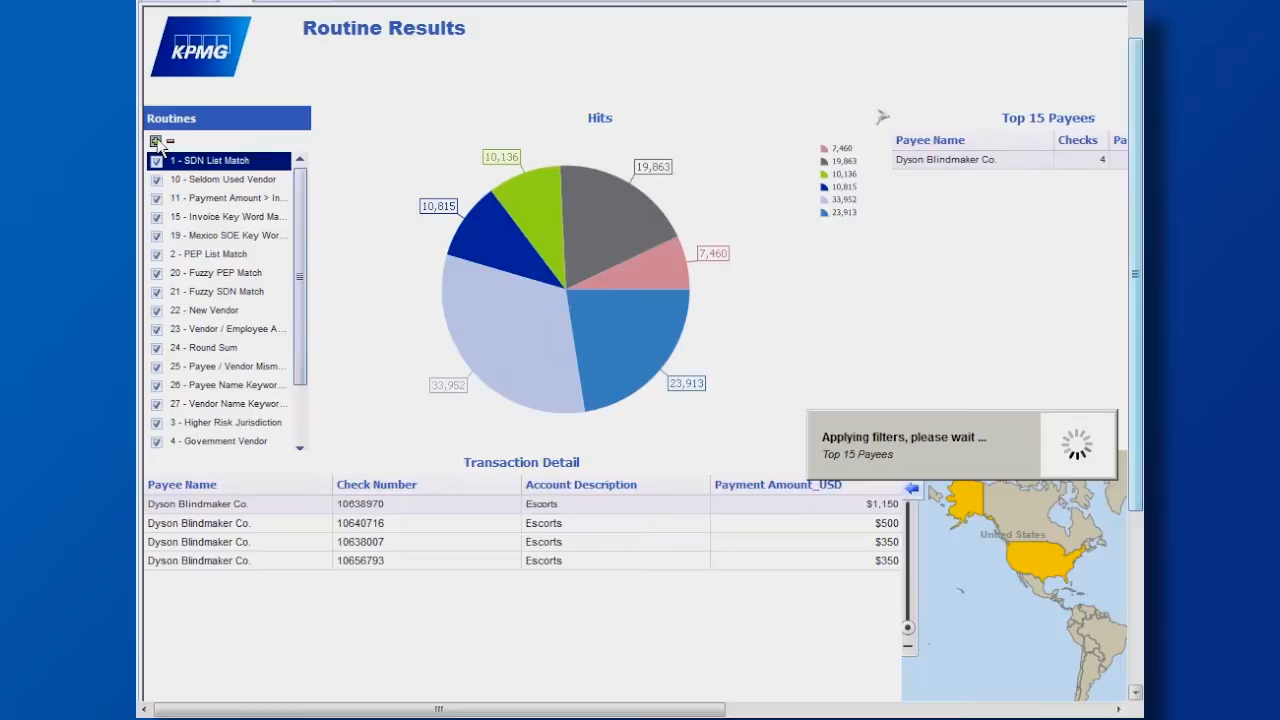 KPMG
Routine Results
Routines
1 - SDN List Match
10 - Seldom Used Vendor
11 - Payment Amount > In...
15 - Invoice Key Word Ma...
19 - Mexico SOE Key Wor...
2 - PEP List Match
20 - Fuzzy PEP Match
21 - Fuzzy SDN Match
22 - New Vendor
23 - Vendor / Employee A...
24 - Round Sum
25 - Payee / Vendor Mism...
26 - Payee Name Keywor...
27 - Vendor Name Keywor...
3 - Higher Risk Jurisdiction
4 - Government Vendor
Hits
10,136
19,863
10,815
7,460
33,952
23,913
7,460
19,863
10,136
10,815
33,952
23,913
Top 15 Payees
Payee Name Checks Pa
Dyson Blindmaker Co. 4
Applying filters, please wait ...
Top 15 Payees
Transaction Detail
Payee Name Check Number Account Description Payment Amount_USD
Dyson Blindmaker Co. 10638970 Escorts $1,150
Dyson Blindmaker Co. 10640716 Escorts $500
Dyson Blindmaker Co. 10638007 Escorts $350
Dyson Blindmaker Co. 10656793 Escorts $350
United States